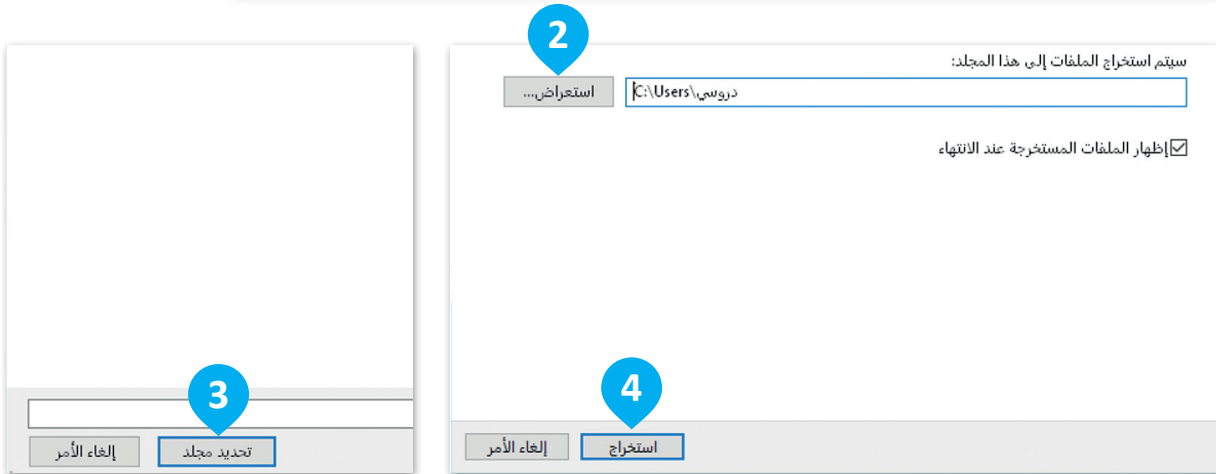 2
سيتم استخراج الملفات إلى هذا المجلد:
C:\Users\دروسي
استعراض...
إظهار الملفات المستخرجة عند الانتهاء
4
استخراج
إلغاء الأمر
3
تحديد مجلد
إلغاء الأمر